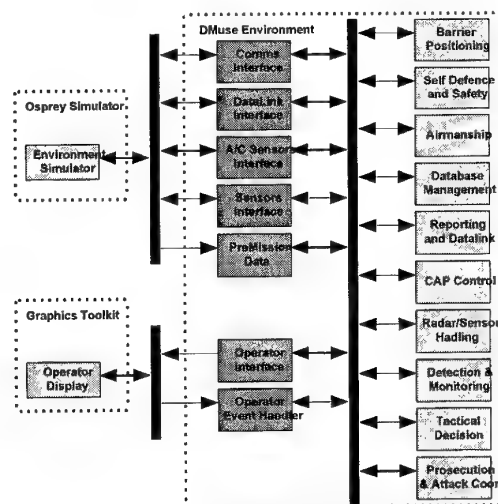 DMuse Environment
Comms
Interface
DataLink
Interface
A/C Sensors
Interface
Sensors
Interface
PreMission
Data
Operator
Interface
Operator
Event Handler
Osprey Simulator
Environment
Simulator
Graphics Toolkit
Operator
Display
Barrier
Positioning
Self Defence
and Safety
Airmanship
Database
Management
Reporting
and Datalink
CAP Control
Radar/Sensor
Hadling
Detection &
Monitoring
Tactical
Decision
Prosecution
& Attack Coor